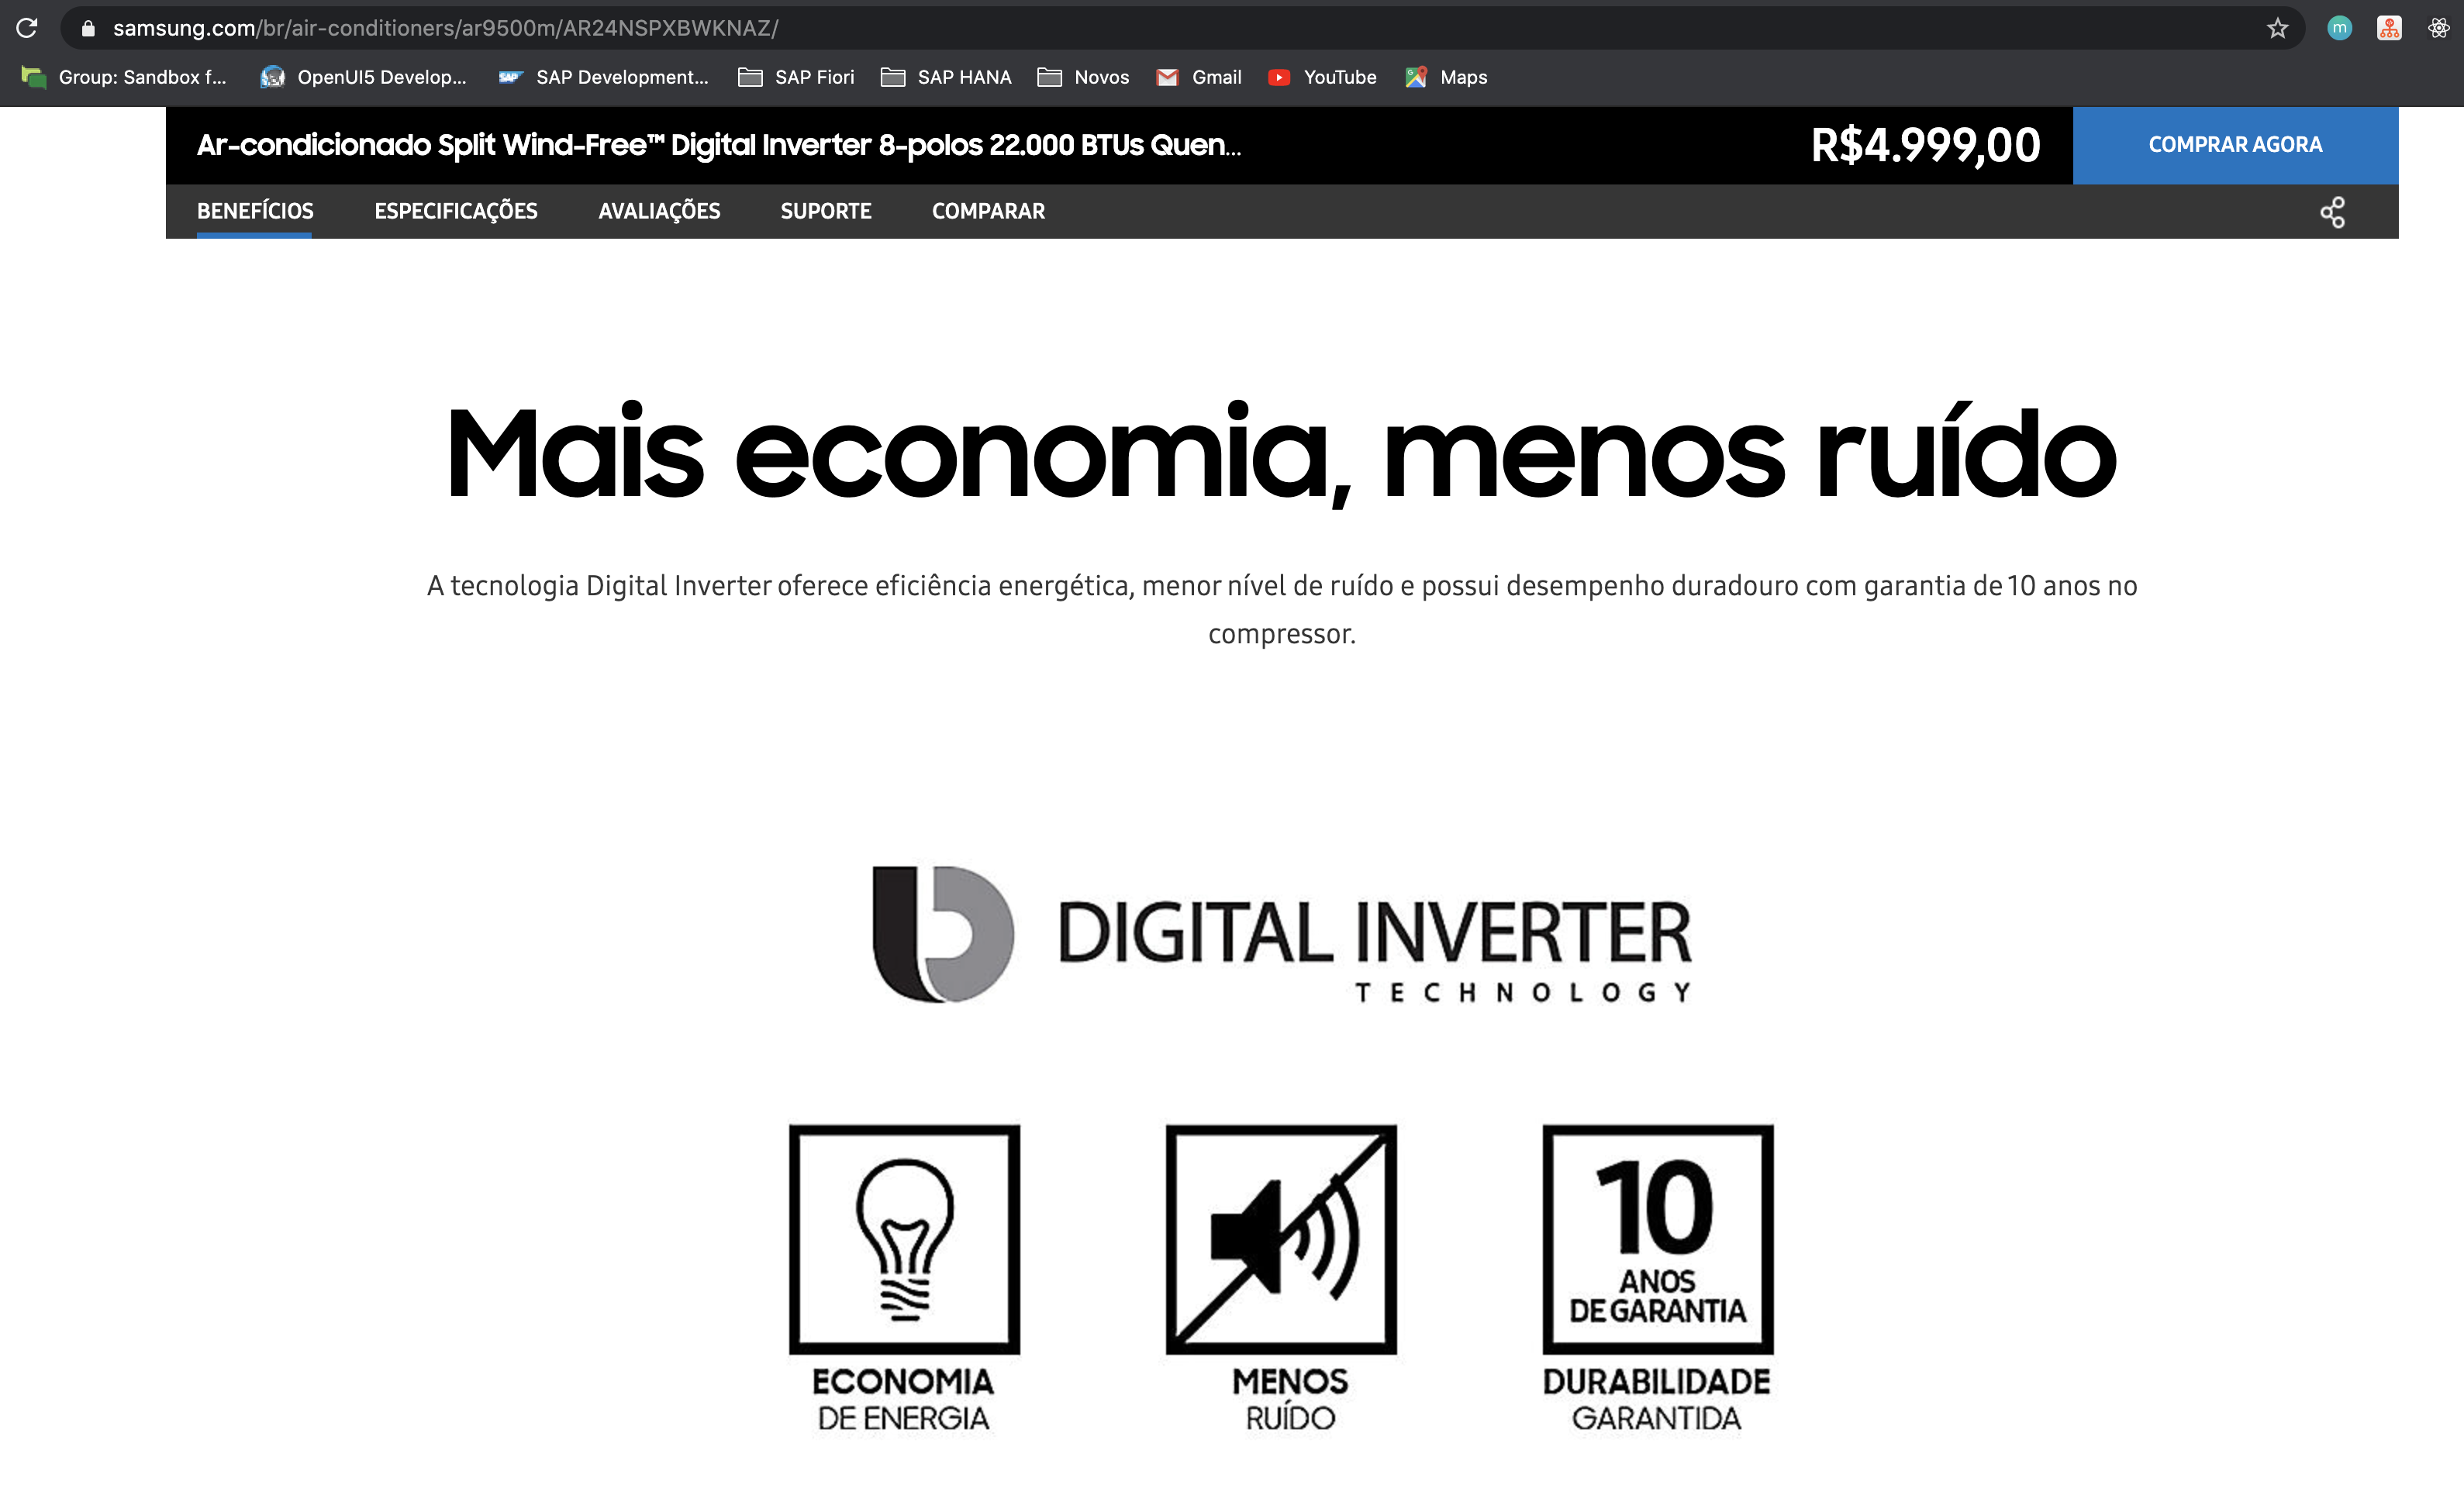 samsung.com/br/air-conditioners/ar9500m/AR24NSPXBWKNAZ/
m
Group: Sandbox f... OpenUI5 Develop... SAP SAP Development... SAP Fiori SAP HANA Novos Gmail YouTube Maps
Ar-condicionado Split Wind-Free™ Digital Inverter 8-polos 22.000 BTUs Quen... R$4.999,00 COMPRAR AGORA
BENEFÍCIOS ESPECIFICAÇÕES AVALIAÇÕES SUPORTE COMPARAR
Mais economia, menos ruído
A tecnologia Digital Inverter oferece eficiência energética, menor nível de ruído e possui desempenho duradouro com garantia de 10 anos no
compressor.
DIGITAL INVERTER
TECHNOLOGY
10
ANOS
DE GARANTIA
ECONOMIA
DE ENERGIA
MENOS
RUÍDO
DURABILIDADE
GARANTIDA